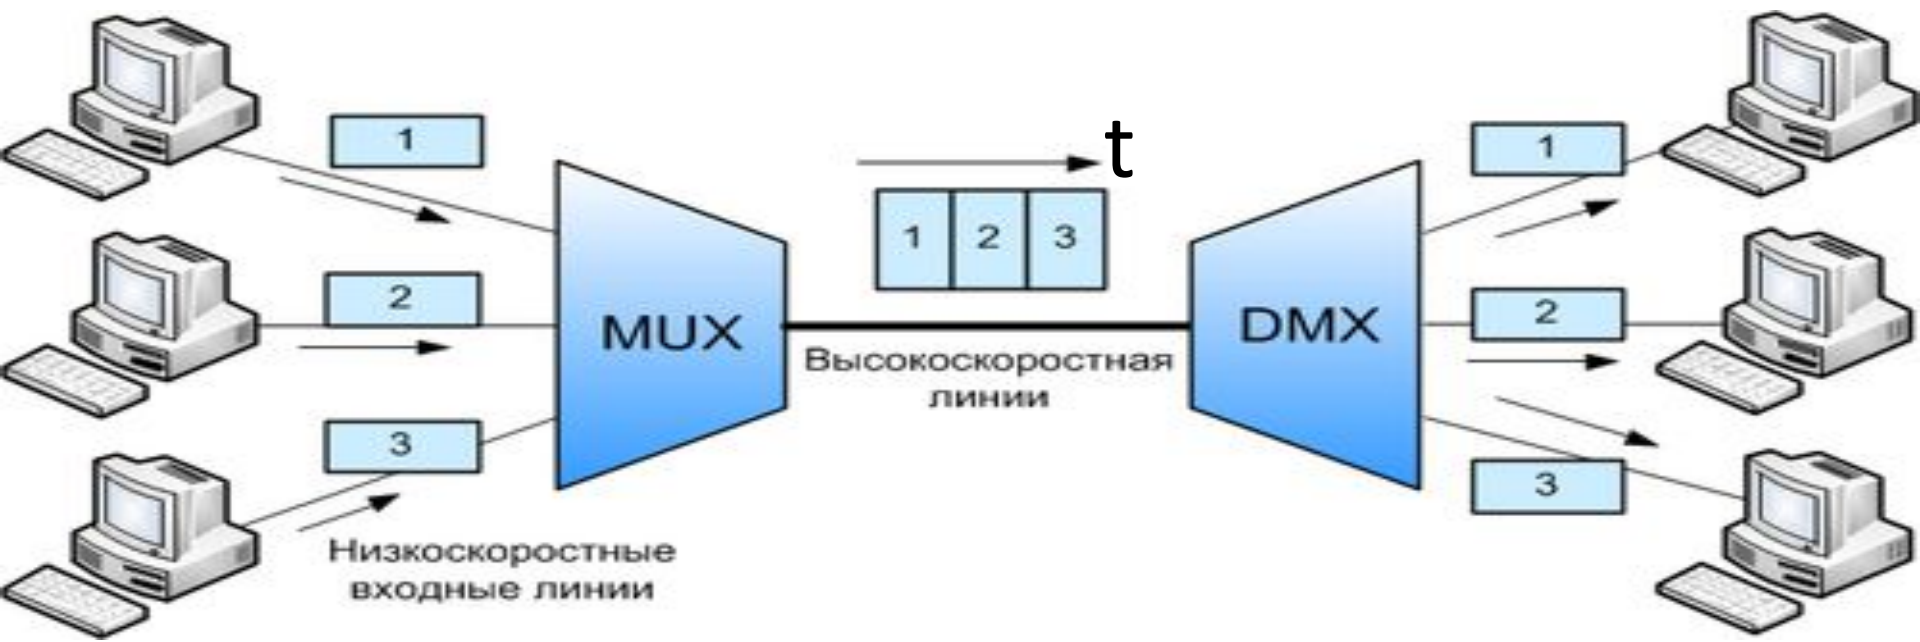 1
t
1
1 2 3
2
MUX
DMX
2
Высокоскоростная
линии
3
3
Низкоскоростные
входные линии